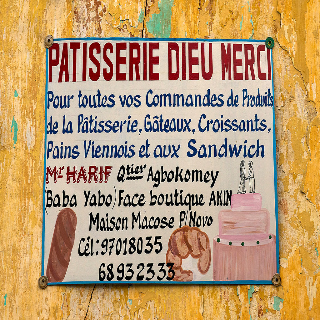 PATISSERIE DIEU MERCI
Pour toutes vos Commandes de Produits
de la Pâtisserie, Gâteaux, Croissants,
Pains Viennois et aux Sandwich
Mr HARIF Qtier Agbokomey
Baba Yabo Face boutique AKIN
Maison Macose P/Novo
Cél: 97018035
68932333